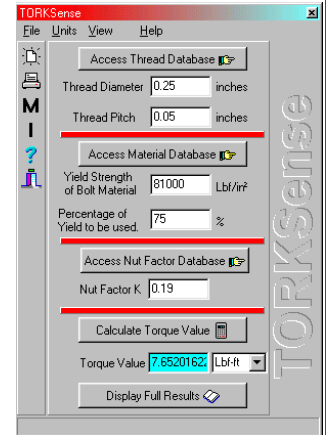 TORKSense
File Units View Help
Access Thread Database
Thread Diameter 0.25 inches
Thread Pitch 0.05 inches
M
I
?
Access Material Database
Yield Strength
of Bolt Material 81000 Lbf/in²
Percentage of
Yield to be used. 75 %
Access Nut Factor Database
Nut Factor K 0.19
Calculate Torque Value
Torque Value 7.6520162 Lbf-ft
Display Full Results
TORKSense